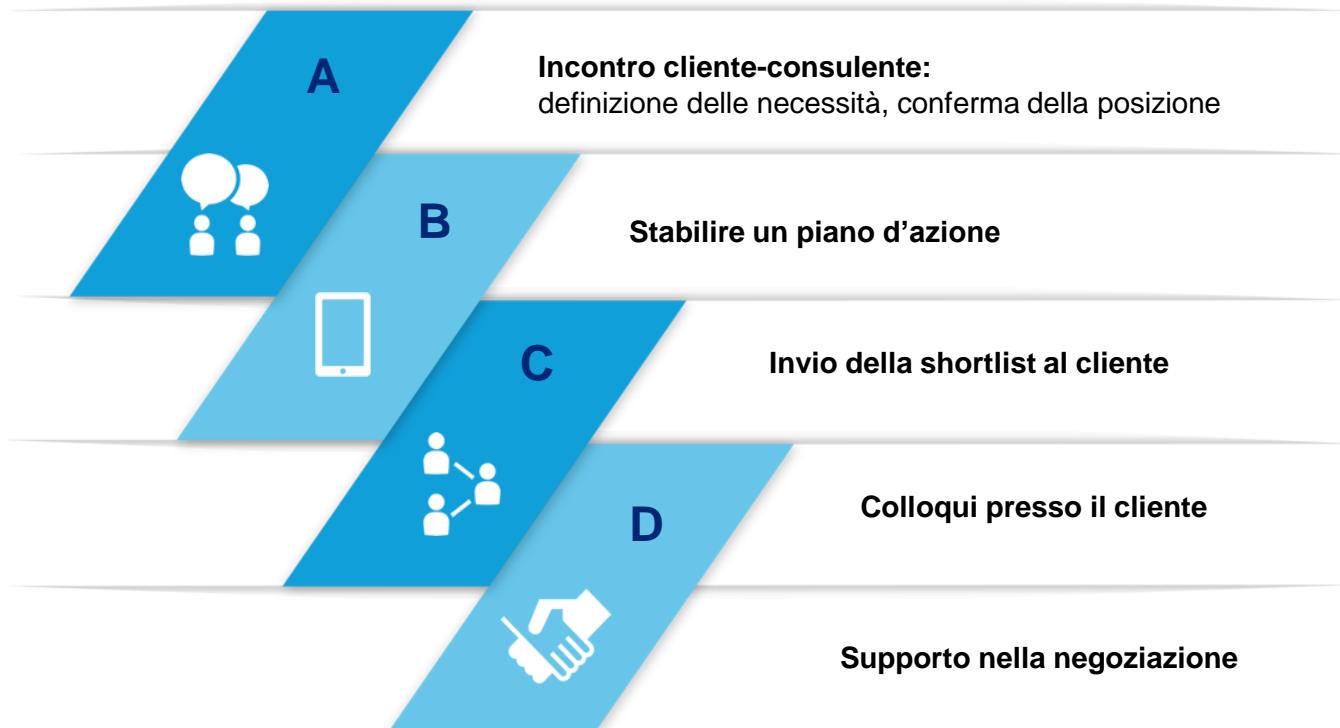 A
Incontro cliente-consulente:
definizione delle necessità, conferma della posizione
B
Stabilire un piano d’azione
C
Invio della shortlist al cliente
D
Colloqui presso il cliente
Supporto nella negoziazione